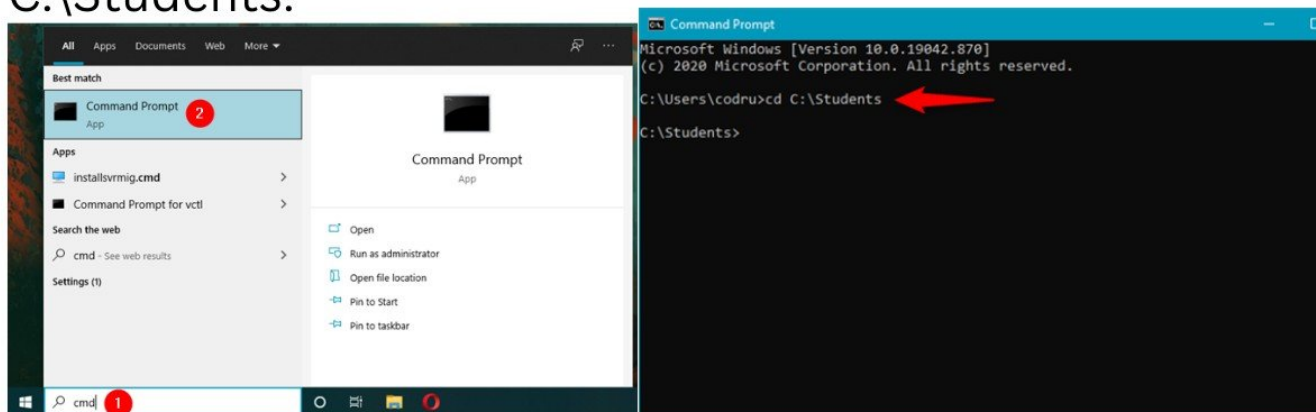 C:\Students.
All Apps Documents Web More
Best match
Command Prompt
App
2
Apps
installsvrmig.cmd
Command Prompt for vctl
Search the web
cmd - See web results
Settings (1)
Command Prompt
App
Open
Run as administrator
Open file location
Pin to Start
Pin to taskbar
cmd 1
Command Prompt
Microsoft Windows [Version 10.0.19042.870]
(c) 2020 Microsoft Corporation. All rights reserved.
C:\Users\codru>cd C:\Students
C:\Students>